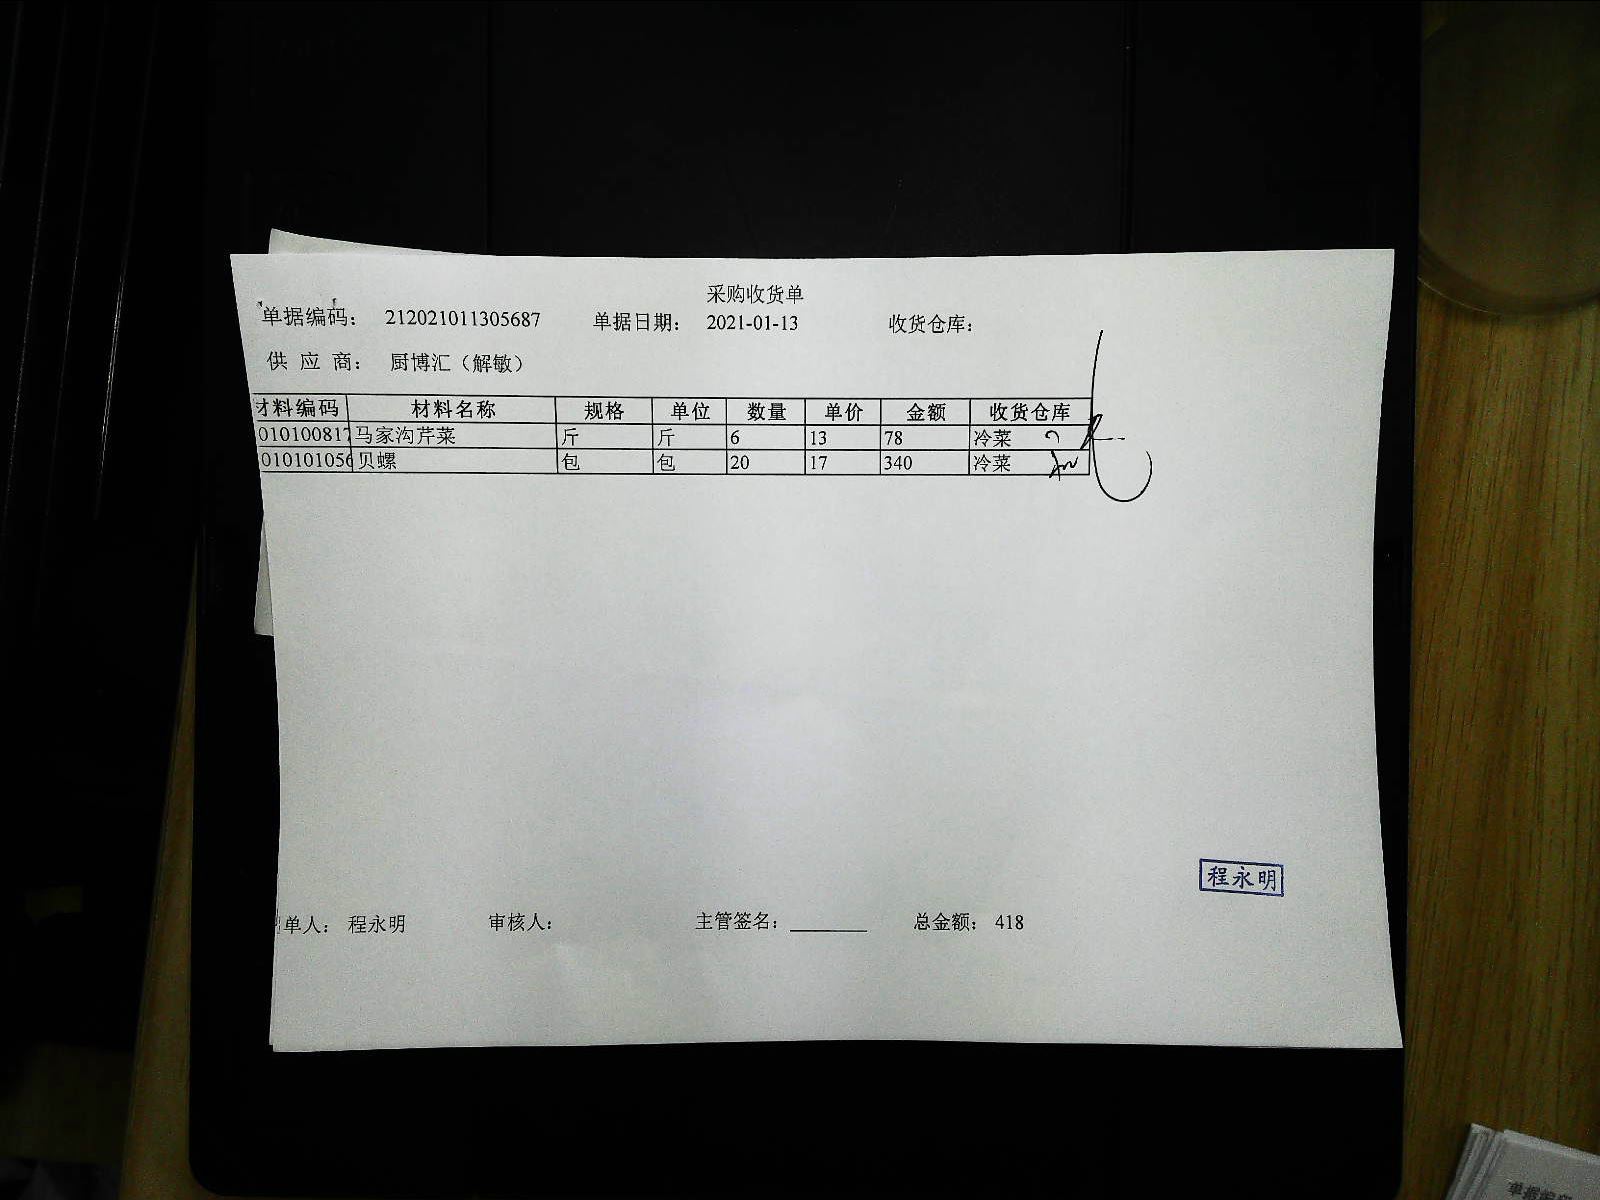 采购收货单
单据编码： 212021011305687 单据日期： 2021-01-13 收货仓库：
供 应 商： 厨博汇（解敏）
材料编码 材料名称 规格 单位 数量 单价 金额 收货仓库
010100817 马家沟芹菜 斤 斤 6 13 78 冷菜
010101056 贝螺 包 包 20 17 340 冷菜
程永明
单人： 程永明 审核人： 主管签名： 总金额： 418